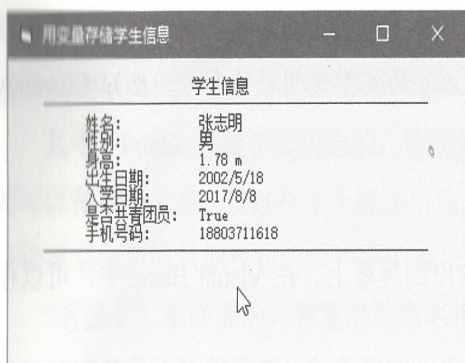 用变量存储学生信息
学生信息
姓名: 张志明
性别: 男
身高: 1.78 m
出生日期: 2002/5/18
入学日期: 2017/8/8
是否共青团员: True
手机号码: 18803711618